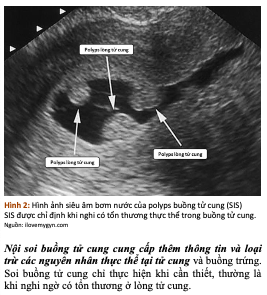 Polyps lòng tử cung
Polyps lòng tử cung
Polyps lòng tử cung
Hình 2: Hình ảnh siêu âm bơm nước của polyps buồng tử cung (SIS)
SIS được chỉ định khi nghi có tổn thương thực thể trong buồng tử cung.
Nguồn: ilovemygyn.com
Nội soi buồng tử cung cung cấp thêm thông tin và loại
trừ các nguyên nhân thực thể tại tử cung và buồng trứng.
Soi buồng tử cung chỉ thực hiện khi cần thiết, thường là
khi nghi ngờ có tổn thương ở lòng tử cung.